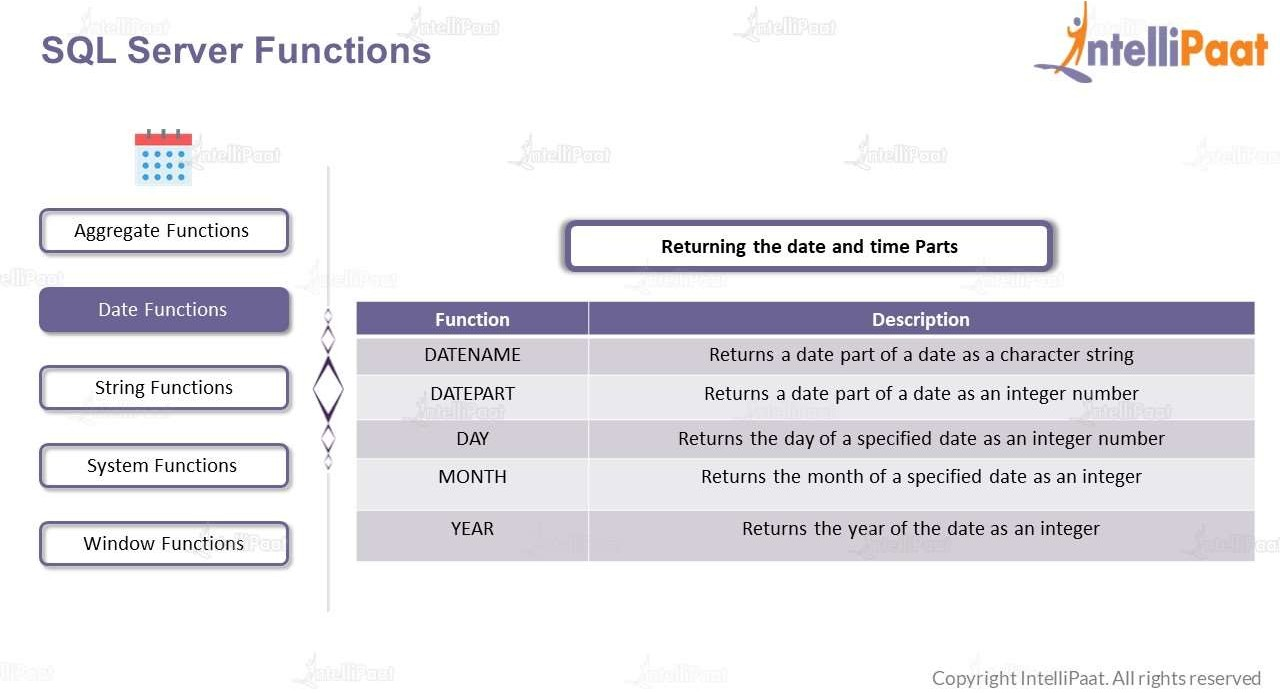 SQL Server Functions
IntelliPaat
Aggregate Functions
Date Functions
String Functions
System Functions
Window Functions
Returning the date and time Parts
Function Description
DATENAME Returns a date part of a date as a character string
DATEPART Returns a date part of a date as an integer number
DAY Returns the day of a specified date as an integer number
MONTH Returns the month of a specified date as an integer
YEAR Returns the year of the date as an integer
Copyright IntelliPaat. All rights reserved